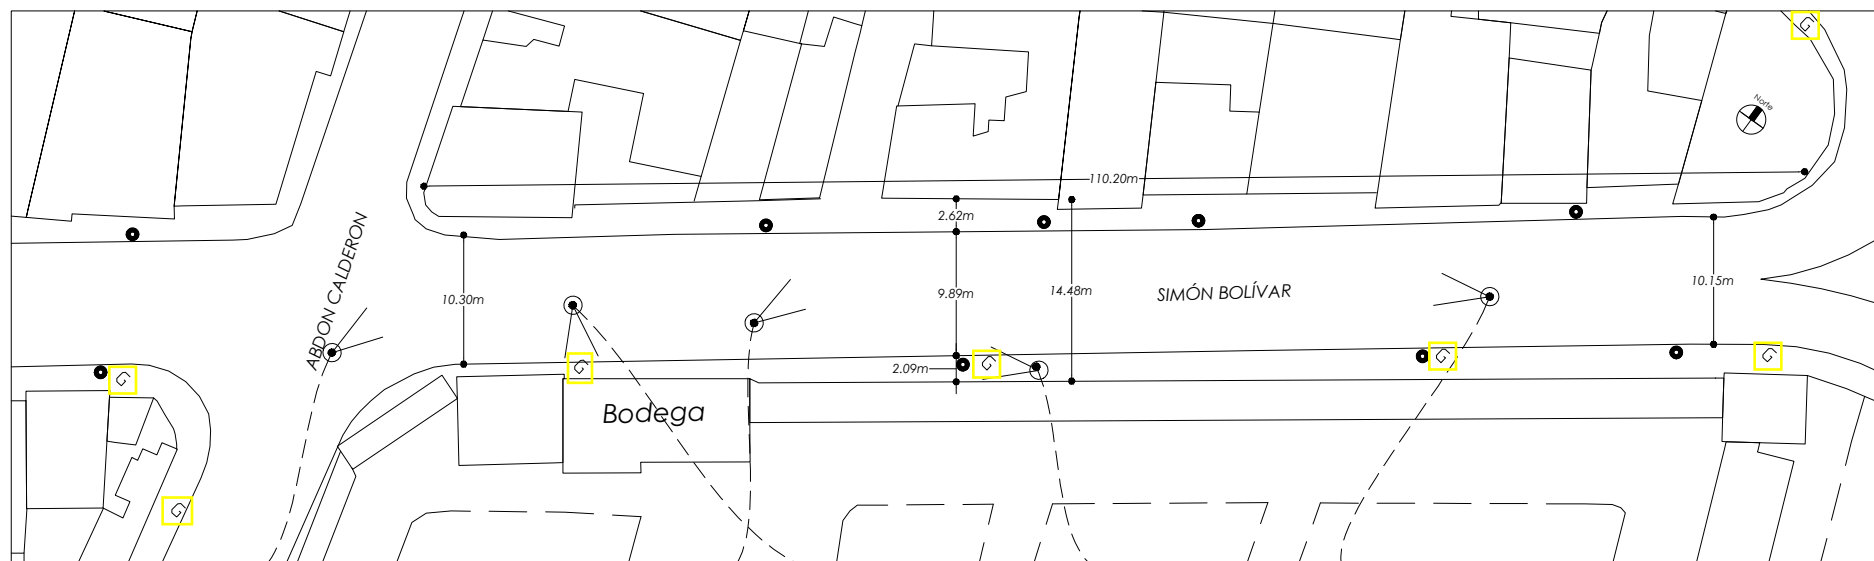 G
Norte
110.20m
2.62m
ABDON CALDERON
10.30m
9.89m
14.48m
SIMÓN BOLÍVAR
10.15m
2.09m
G
G
G
G
G
Bodega
G